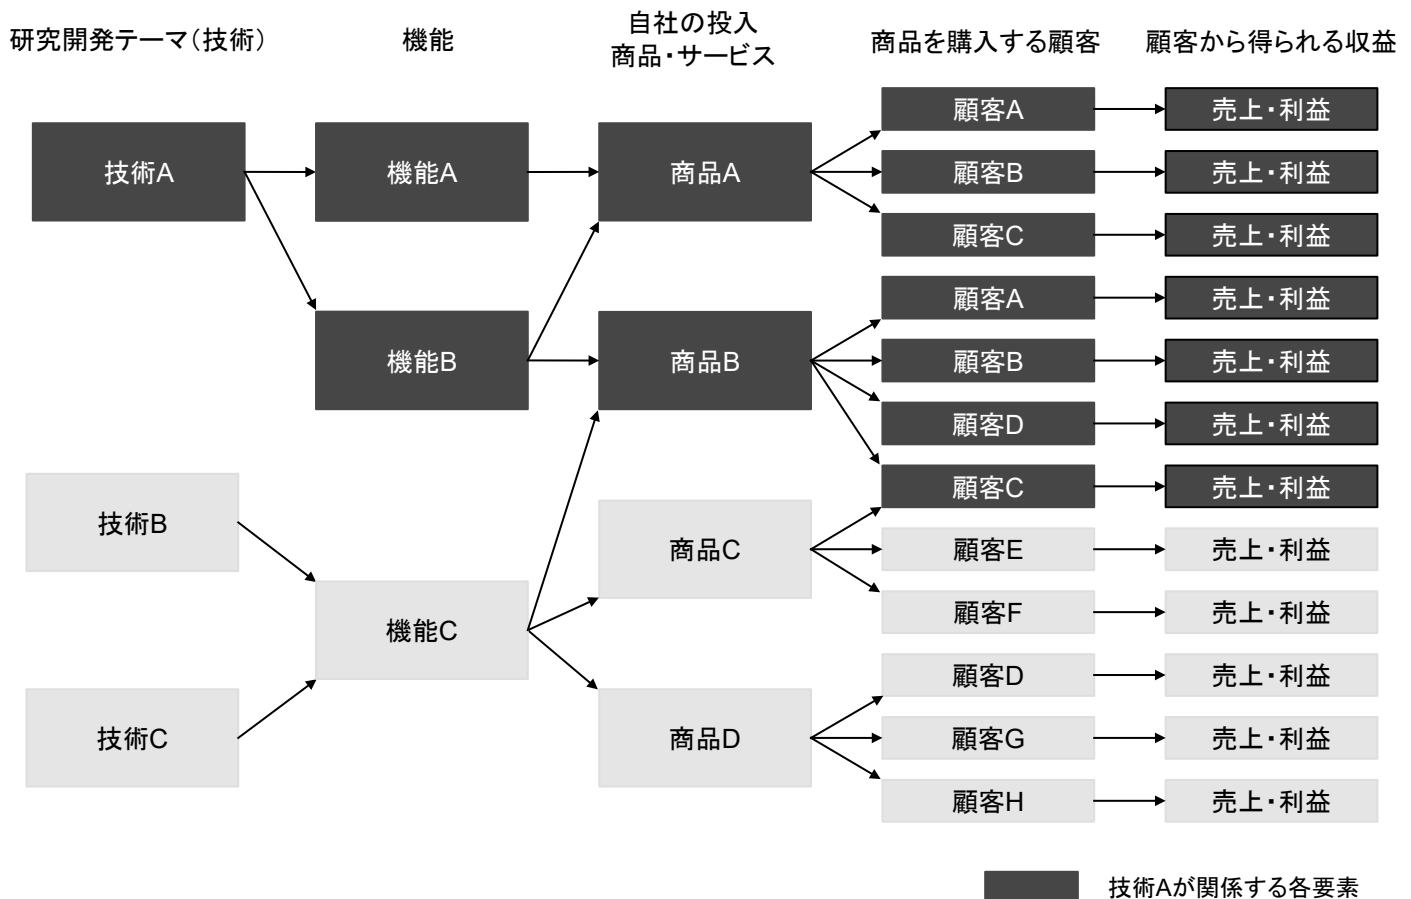 研究開発テーマ（技術）
機能
自社の投入
商品・サービス
商品を購入する顧客
顧客から得られる収益
技術A
機能A
商品A
顧客A
売上・利益
顧客B
売上・利益
顧客C
売上・利益
機能B
商品B
顧客A
売上・利益
顧客B
売上・利益
顧客D
売上・利益
顧客C
売上・利益
技術B
商品C
顧客E
売上・利益
機能C
顧客F
売上・利益
技術C
商品D
顧客D
売上・利益
顧客G
売上・利益
顧客H
売上・利益
技術Aが関係する各要素